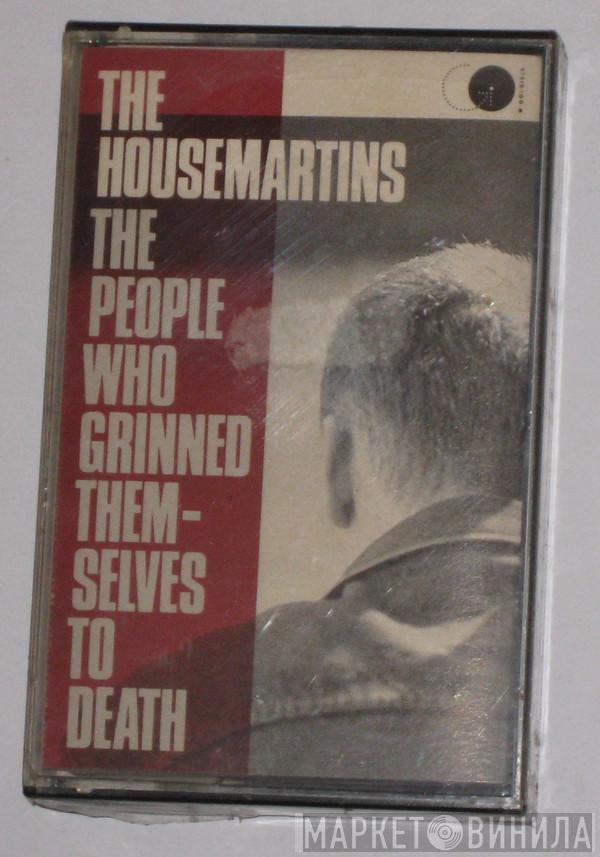 THE
HOUSEMARTINS
THE
PEOPLE
WHO
GRINNED
THEM-
SELVES
TO
DEATH
МАРКЕТ ВИНИЛА